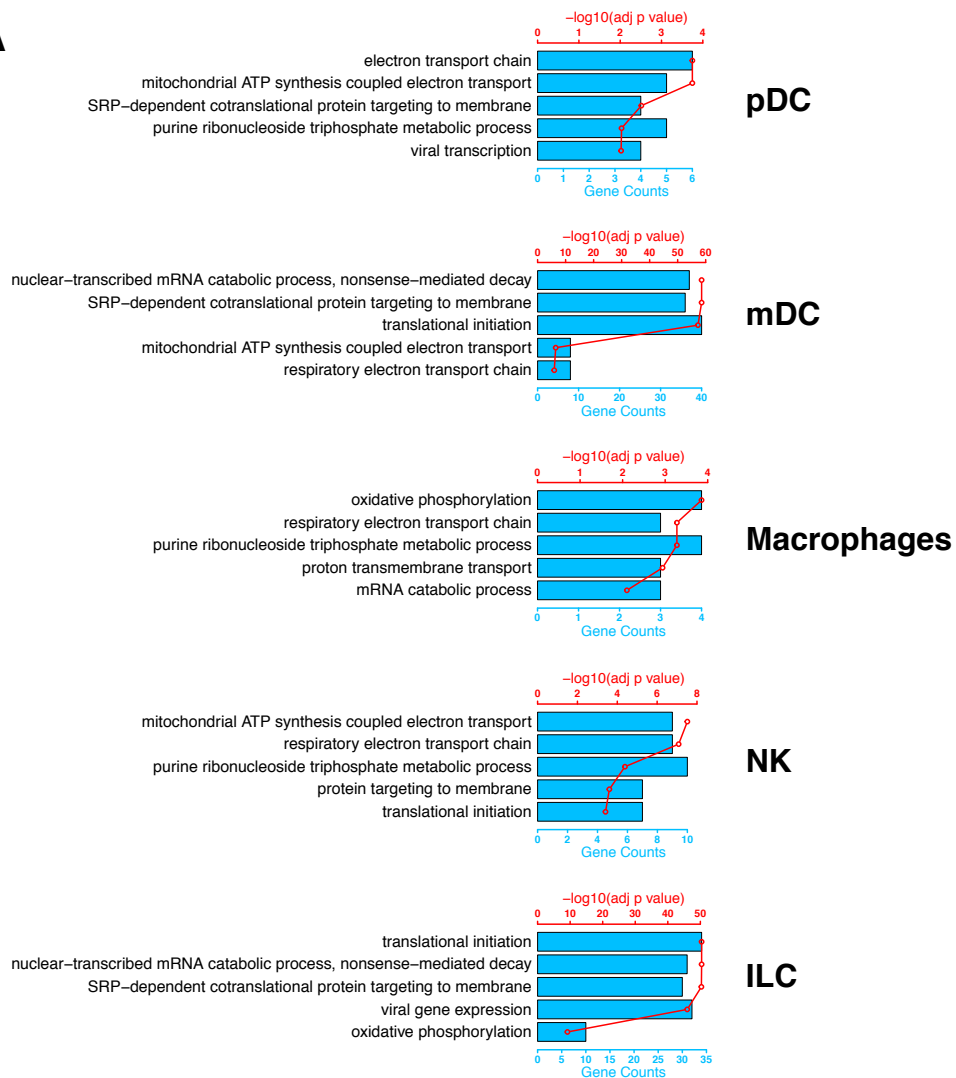 A
−log10(adj p value)
0 1 2 3 4
electron transport chain
mitochondrial ATP synthesis coupled electron transport
SRP−dependent cotranslational protein targeting to membrane
purine ribonucleoside triphosphate metabolic process
viral transcription
pDC
0 1 2 3 4 5 6
Gene Counts
−log10(adj p value)
0 10 20 30 40 50 60
nuclear−transcribed mRNA catabolic process, nonsense−mediated decay
SRP−dependent cotranslational protein targeting to membrane
translational initiation
mitochondrial ATP synthesis coupled electron transport
respiratory electron transport chain
mDC
0 10 20 30 40
Gene Counts
−log10(adj p value)
0 1 2 3 4
oxidative phosphorylation
respiratory electron transport chain
purine ribonucleoside triphosphate metabolic process
proton transmembrane transport
mRNA catabolic process
Macrophages
0 1 2 3 4
Gene Counts
−log10(adj p value)
0 2 4 6 8
mitochondrial ATP synthesis coupled electron transport
respiratory electron transport chain
purine ribonucleoside triphosphate metabolic process
protein targeting to membrane
translational initiation
NK
0 2 4 6 8 10
Gene Counts
−log10(adj p value)
0 10 20 30 40 50
translational initiation
nuclear−transcribed mRNA catabolic process, nonsense−mediated decay
SRP−dependent cotranslational protein targeting to membrane
viral gene expression
oxidative phosphorylation
ILC
0 5 10 15 20 25 30 35
Gene Counts